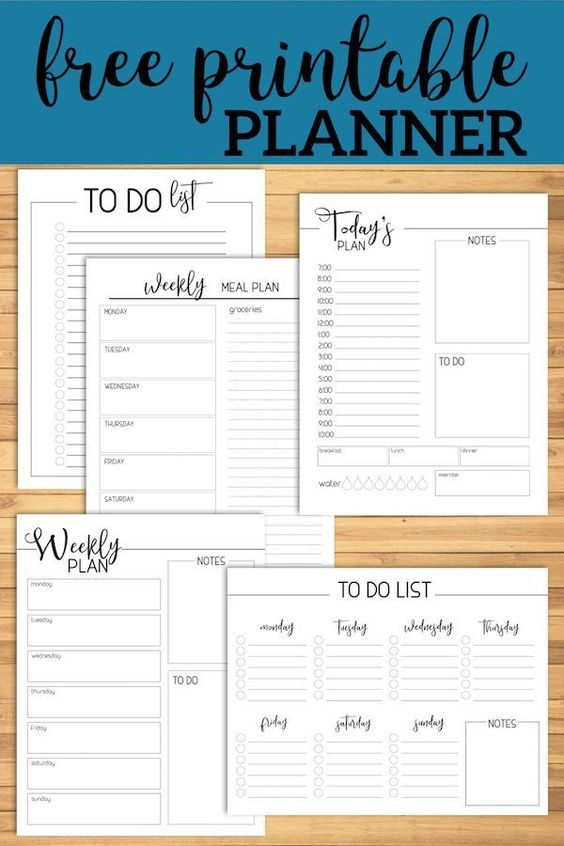 free printable
PLANNER
TO DO list
Weekly MEAL PLAN
MONDAY
groceries
TUESDAY
WEDNESDAY
THURSDAY
FRIDAY
SATURDAY
Today's
PLAN
NOTES
7:00
8:00
9:00
10:00
11:00
12:00
1:00
2:00
3:00
4:00
5:00
6:00
7:00
8:00
9:00
10:00
TO DO
breakfast
lunch
dinner
water
exercise
Weekly
PLAN
NOTES
monday
tuesday
wednesday
thursday
friday
saturday
sunday
TO DO
TO DO LIST
monday tuesday wednesday thursday
friday saturday sunday
NOTES